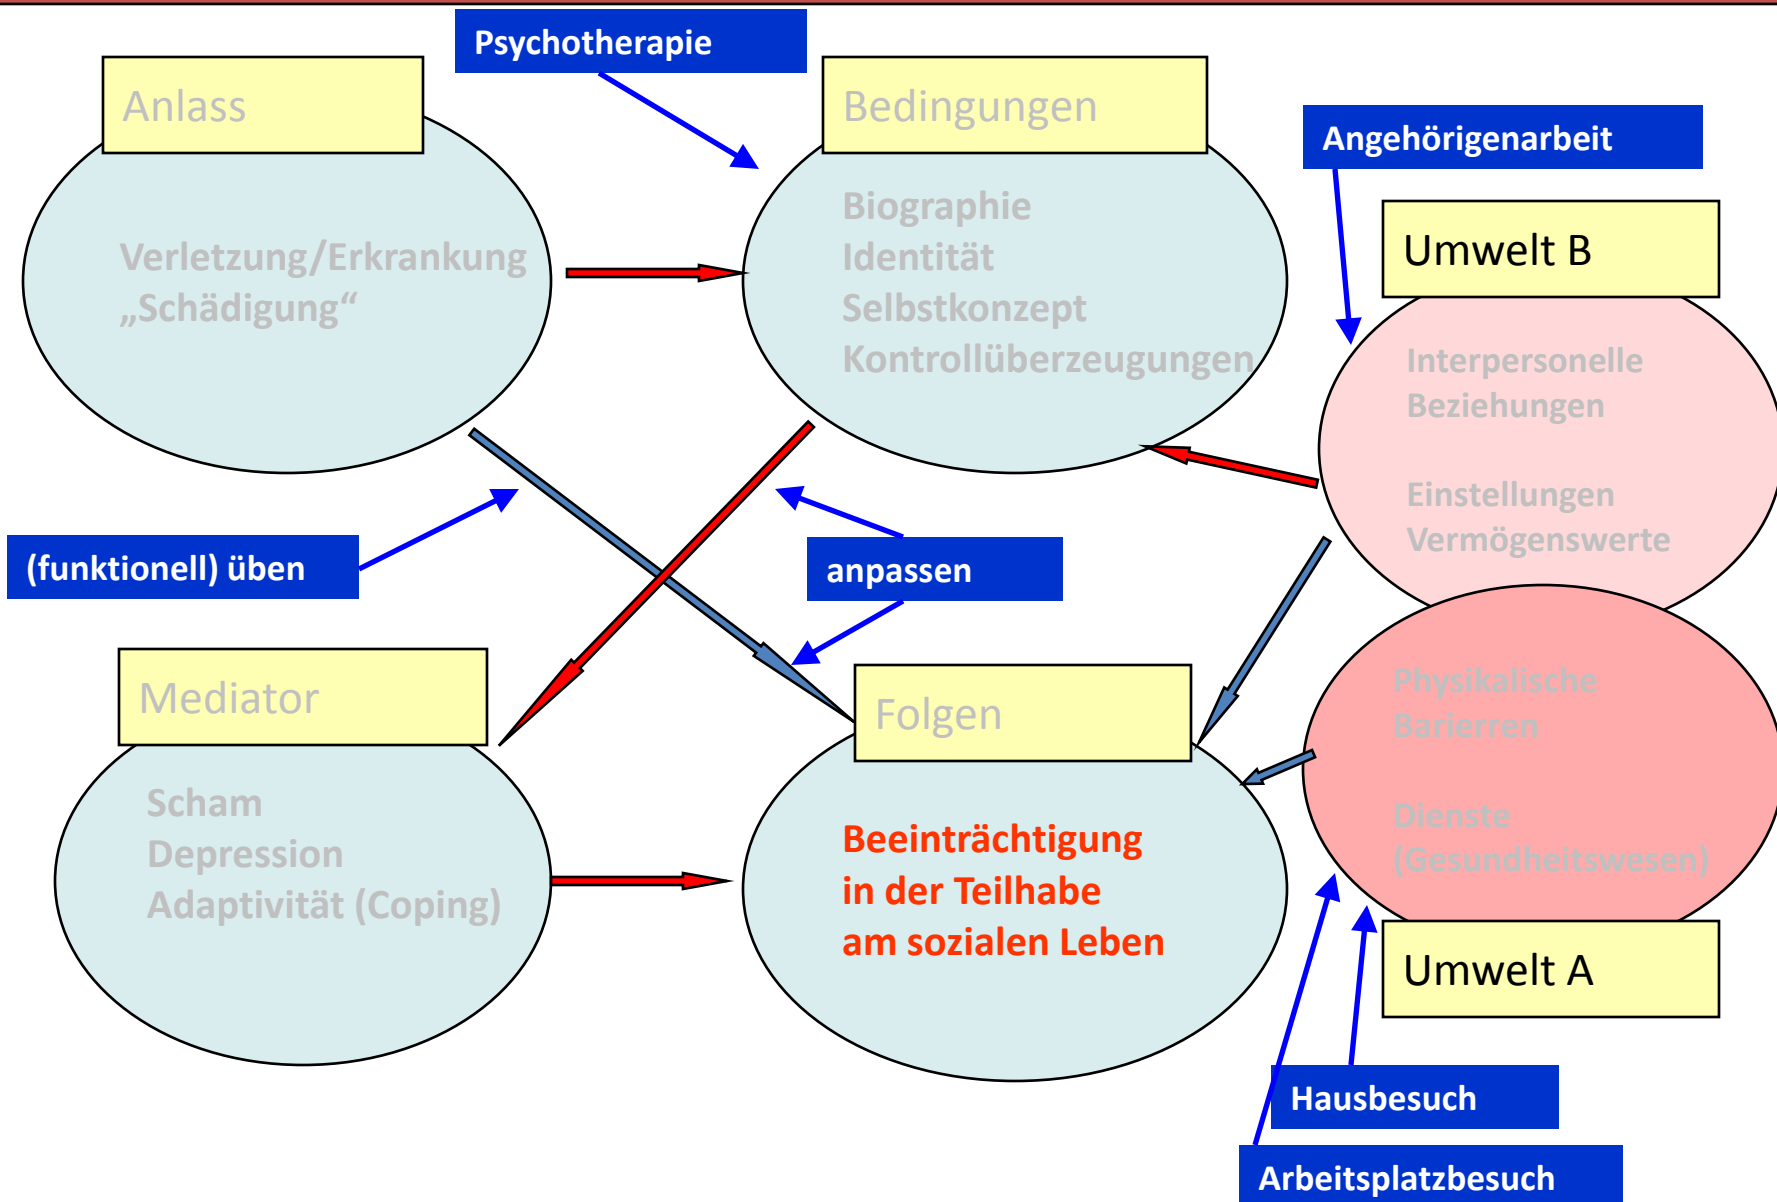 Psychotherapie
Anlass
Bedingungen
Angehörigenarbeit
Verletzung/Erkrankung
„Schädigung“
Biographie
Identität
Selbstkonzept
Kontrollüberzeugungen
Umwelt B
Interpersonelle
Beziehungen
Einstellungen
Vermögenswerte
(funktionell) üben
anpassen
Mediator
Folgen
Physikalische
Barierren
Scham
Depression
Adaptivität (Coping)
Beeinträchtigung
in der Teilhabe
am sozialen Leben
Dienste
(Gesundheitswesen)
Umwelt A
Hausbesuch
Arbeitsplatzbesuch